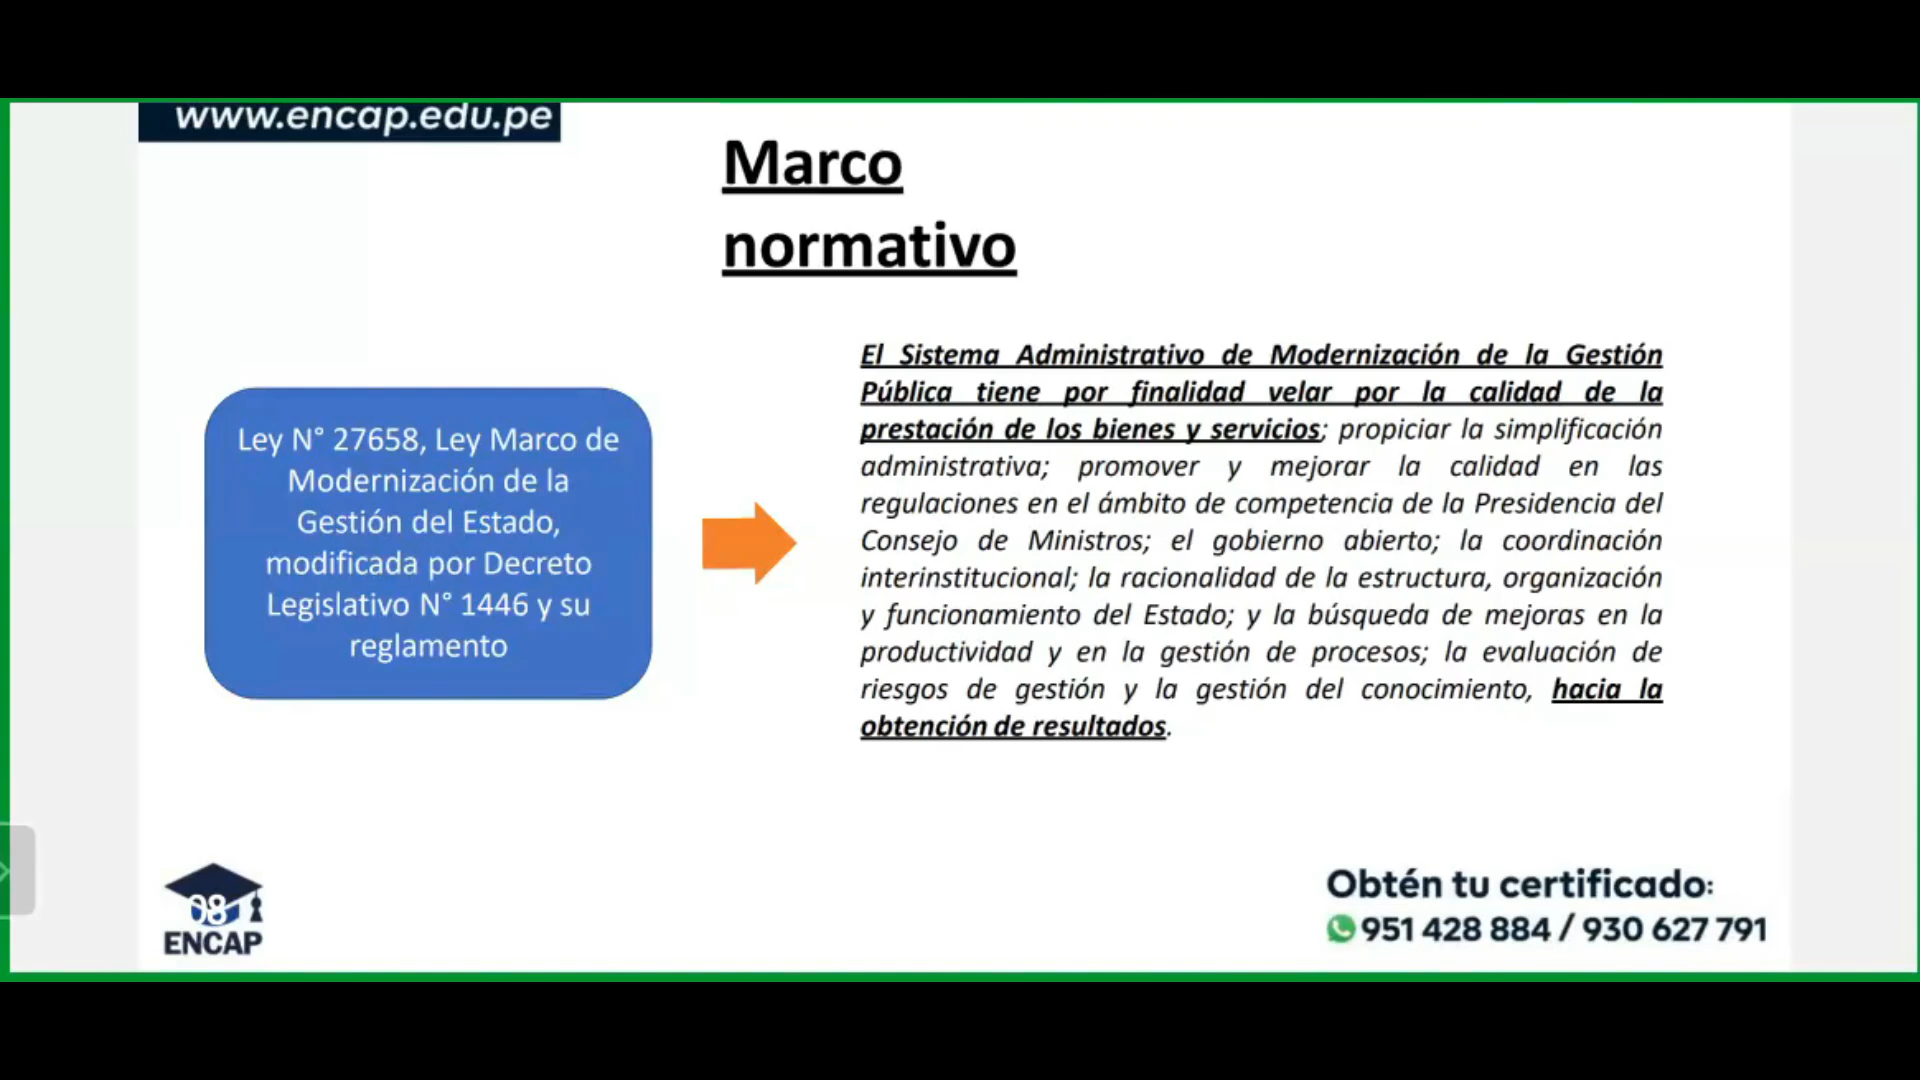 www.encap.edu.pe
Marco
normativo
Ley N° 27658, Ley Marco de
Modernización de la
Gestión del Estado,
modificada por Decreto
Legislativo N° 1446 y su
reglamento
El Sistema Administrativo de Modernización de la Gestión
Pública tiene por finalidad velar por la calidad de la
prestación de los bienes y servicios; propiciar la simplificación
administrativa; promover y mejorar la calidad en las
regulaciones en el ámbito de competencia de la Presidencia del
Consejo de Ministros; el gobierno abierto; la coordinación
interinstitucional; la racionalidad de la estructura, organización
y funcionamiento del Estado; y la búsqueda de mejoras en la
productividad y en la gestión de procesos; la evaluación de
riesgos de gestión y la gestión del conocimiento, hacia la
obtención de resultados.
08
ENCAP
Obtén tu certificado:
951 428 884 / 930 627 791